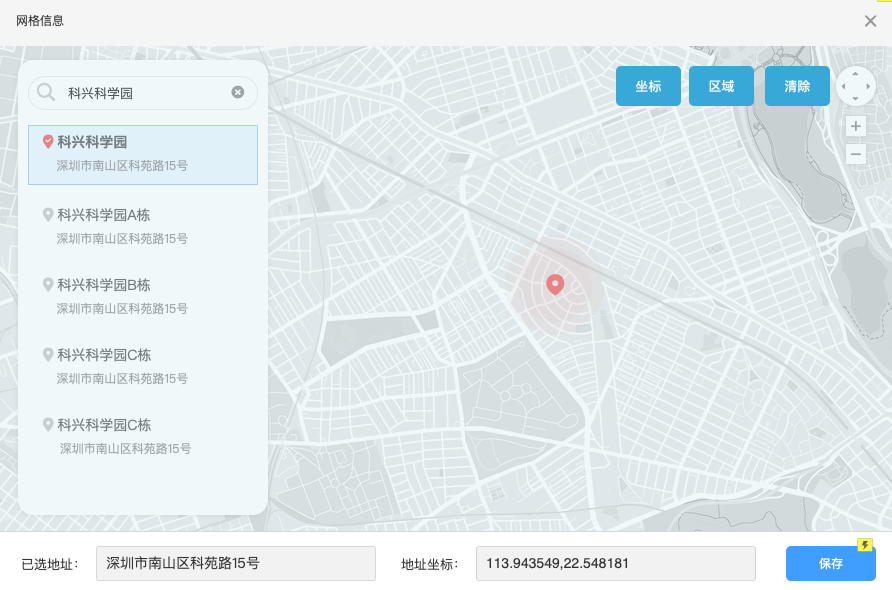 网格信息
科兴科学园
坐标
区域
清除
科兴科学园
深圳市南山区科苑路15号
科兴科学园A栋
深圳市南山区科苑路15号
科兴科学园B栋
深圳市南山区科苑路15号
科兴科学园C栋
深圳市南山区科苑路15号
科兴科学园C栋
深圳市南山区科苑路15号
已选地址：
深圳市南山区科苑路15号
地址坐标：
113.943549,22.548181
保存